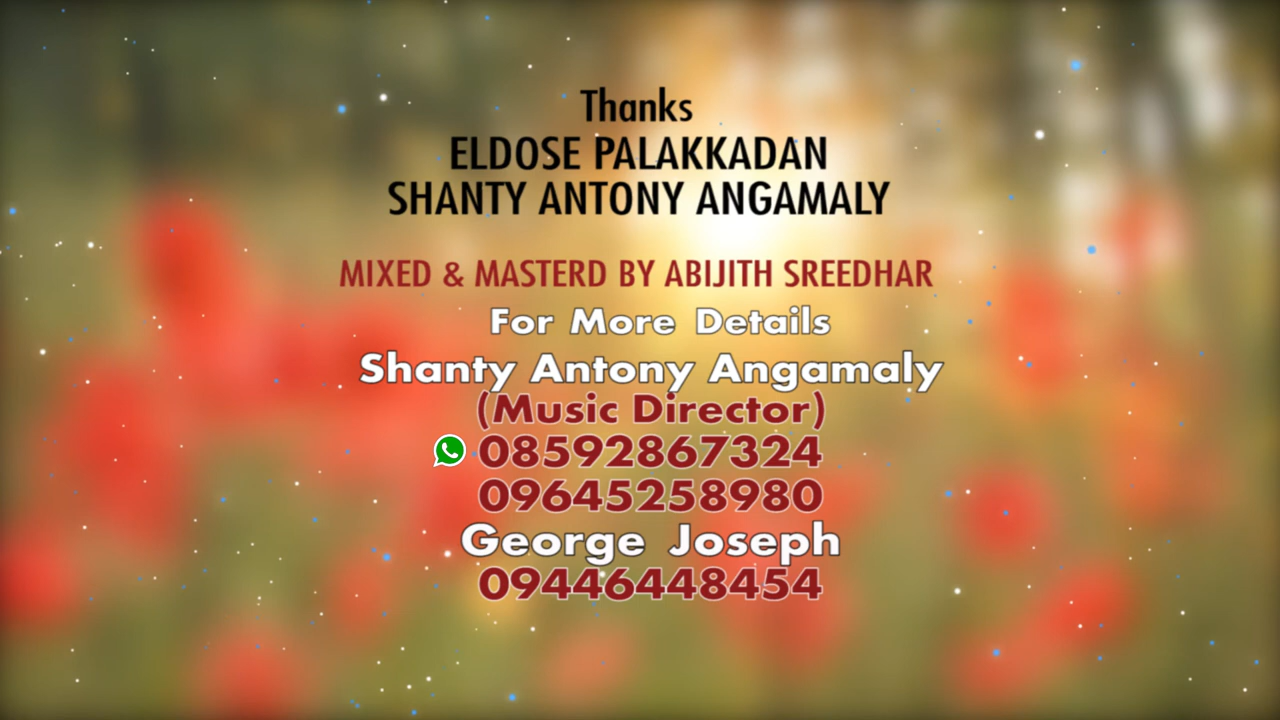 Thanks
ELDOSE PALAKKADAN
SHANTY ANTONY ANGAMALY
MIXED & MASTERD BY ABIJITH SREEDHAR
For More Details
Shanty Antony Angamaly
(Music Director)
08592867324
09645258980
George Joseph
09446448454